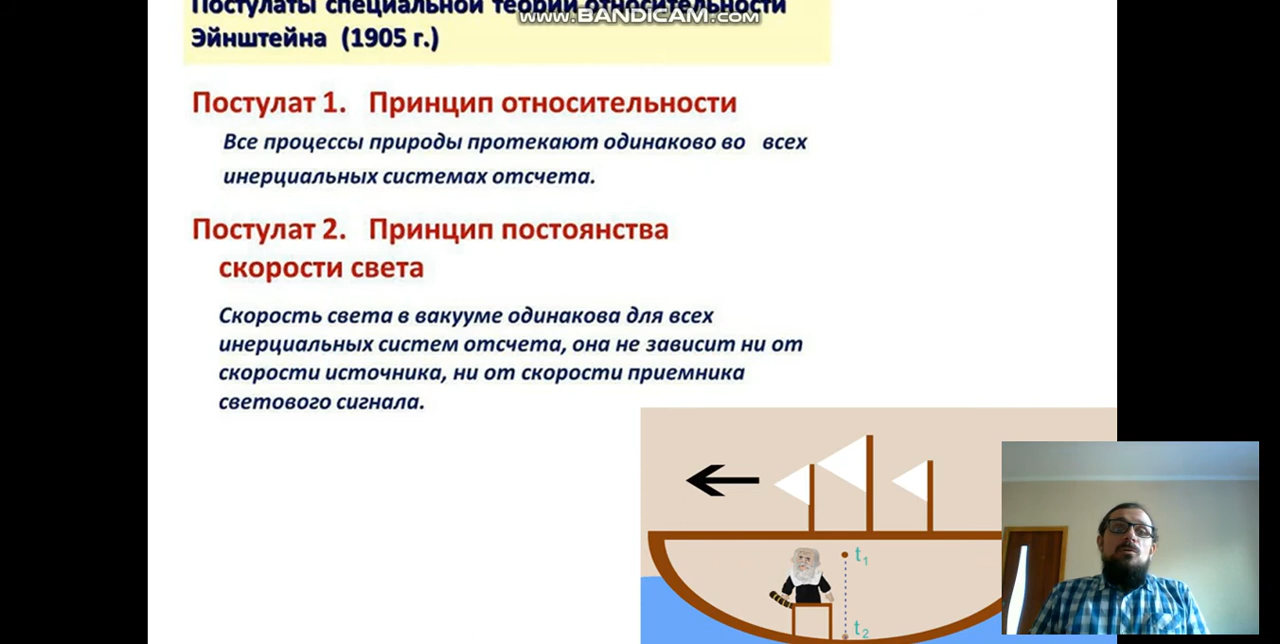 Постулаты специальной теории относительности
www.BANDICAM.com
Эйнштейна (1905 г.)
Постулат 1. Принцип относительности
Все процессы природы протекают одинаково во всех
инерциальных системах отсчета.
Постулат 2. Принцип постоянства
скорости света
Скорость света в вакууме одинакова для всех
инерциальных систем отсчета, она не зависит ни от
скорости источника, ни от скорости приемника
светового сигнала.
t₁
t₂